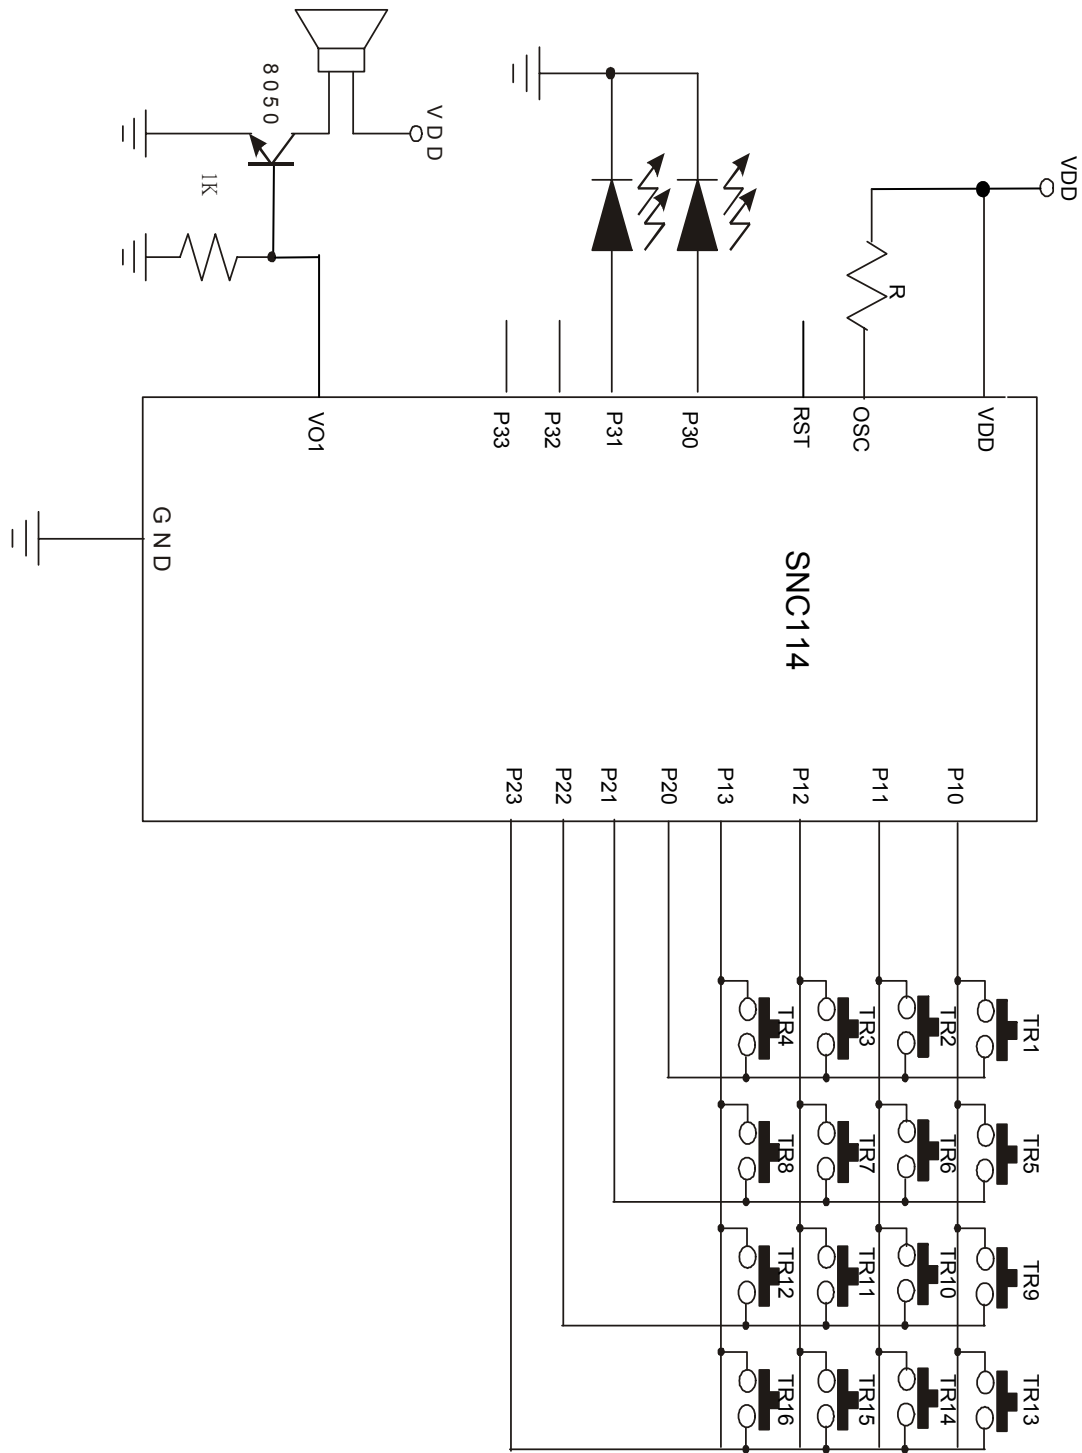 VDD
R
VDD
OSC
RST
P30
P31
P32
P33
VDD
8050
1K
VO1
GND
SNC114
P10
P11
P12
P13
P20
P21
P22
P23
TR1
TR2
TR3
TR4
TR5
TR6
TR7
TR8
TR9
TR10
TR11
TR12
TR13
TR14
TR15
TR16